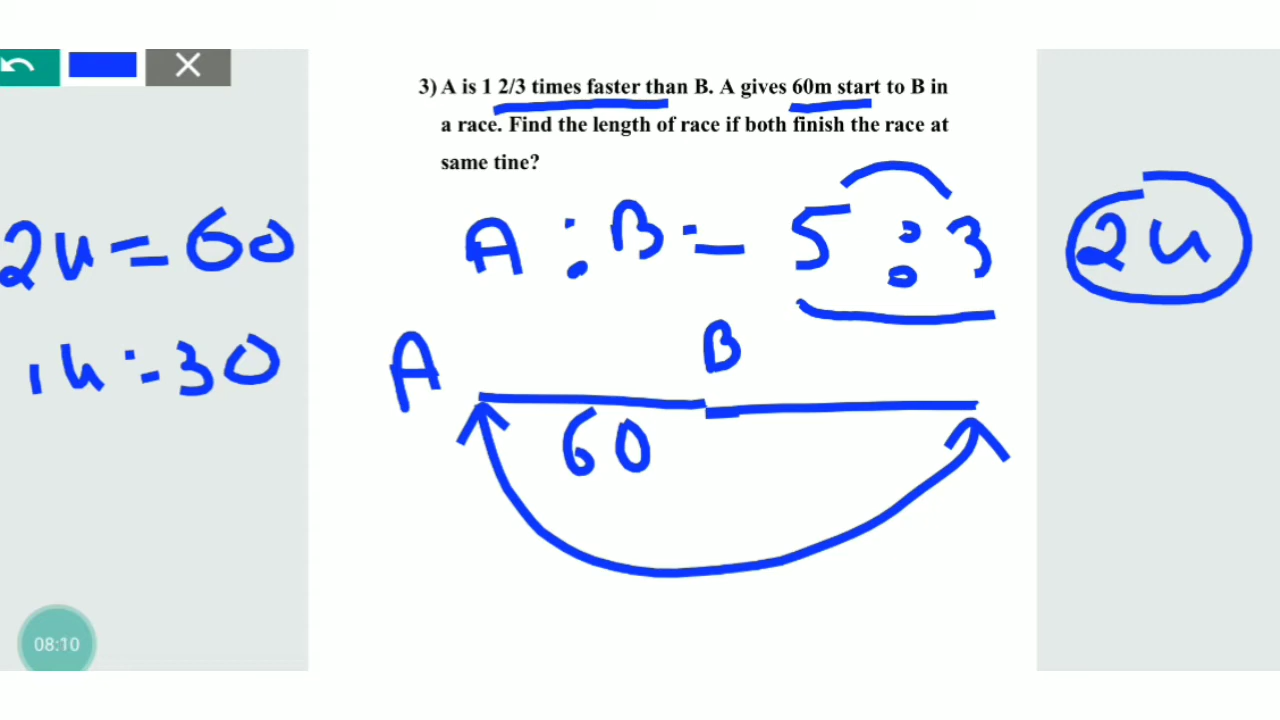 3) A is 1 2/3 times faster than B. A gives 60m start to B in
a race. Find the length of race if both finish the race at
same tine?
A : B = 5 : 3
2u
2u = 60
1u = 30
A
B
60
08:10